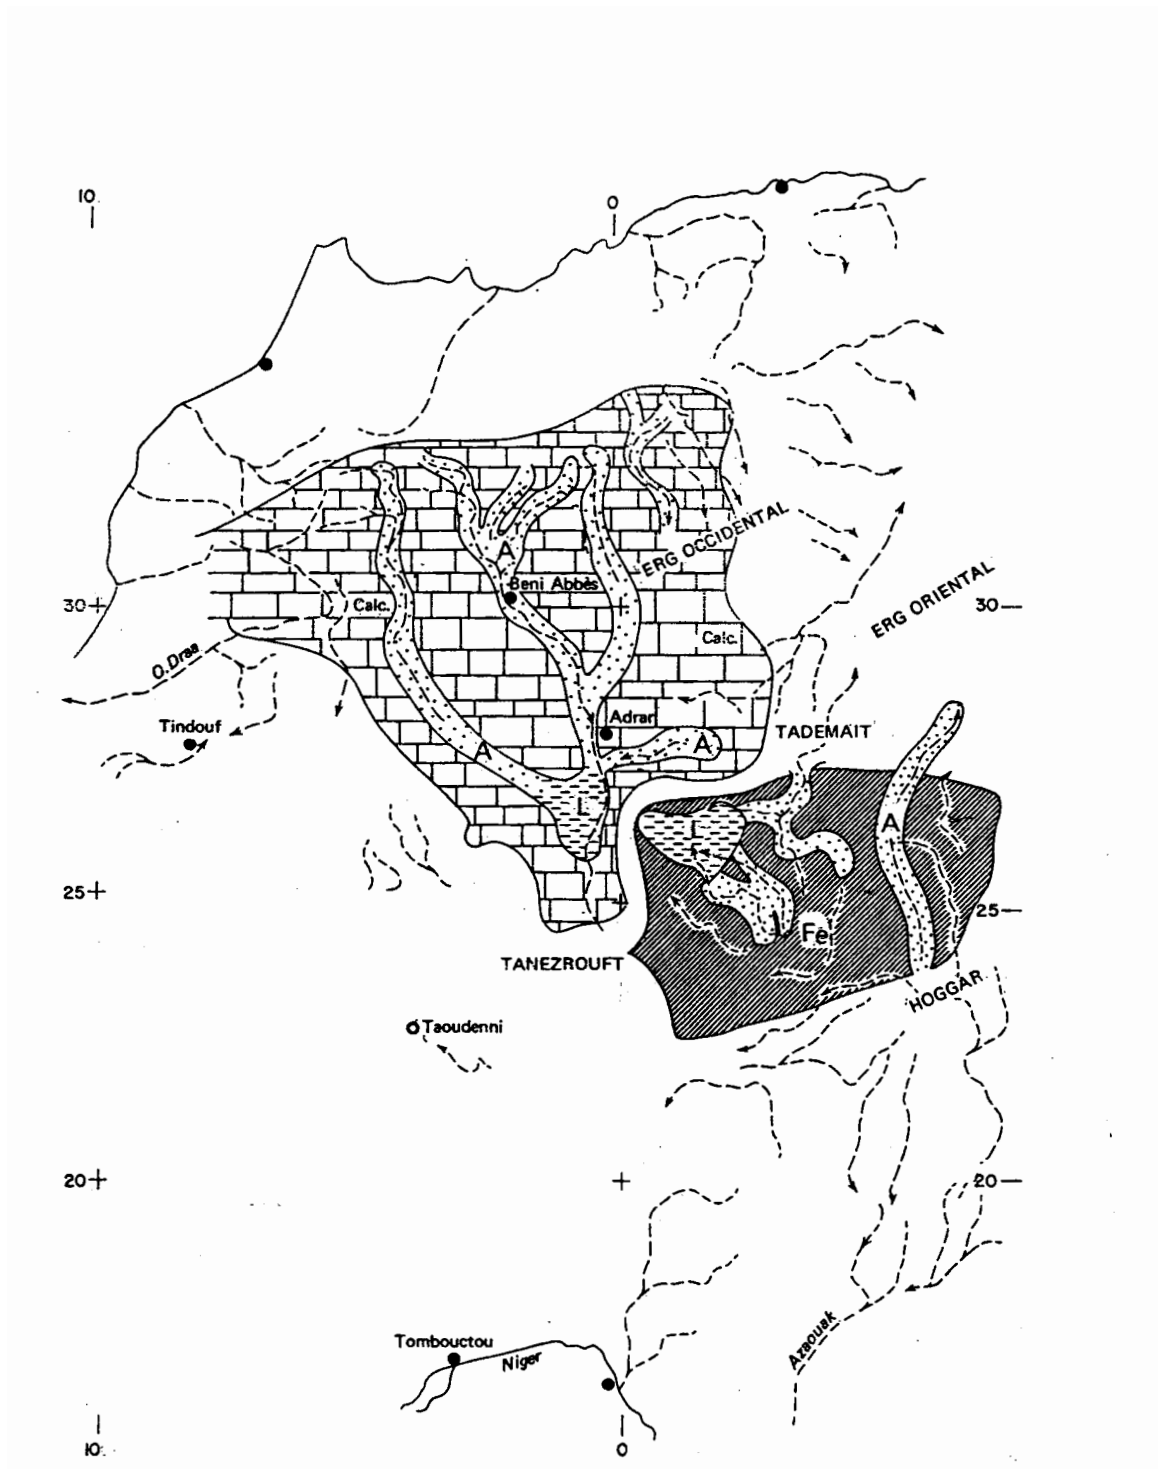 10
0
A
Beni Abbès
ERG OCCIDENTAL
30
Calc.
ERG ORIENTAL
30
Calc.
O.Draa
Tindouf
Adrar
A
A
TADEMAIT
L
L
A
25
25
Fe
TANEZROUFT
HOGGAR
Taoudenni
20
20
Tombouctou
Niger
Azaouak
10
0